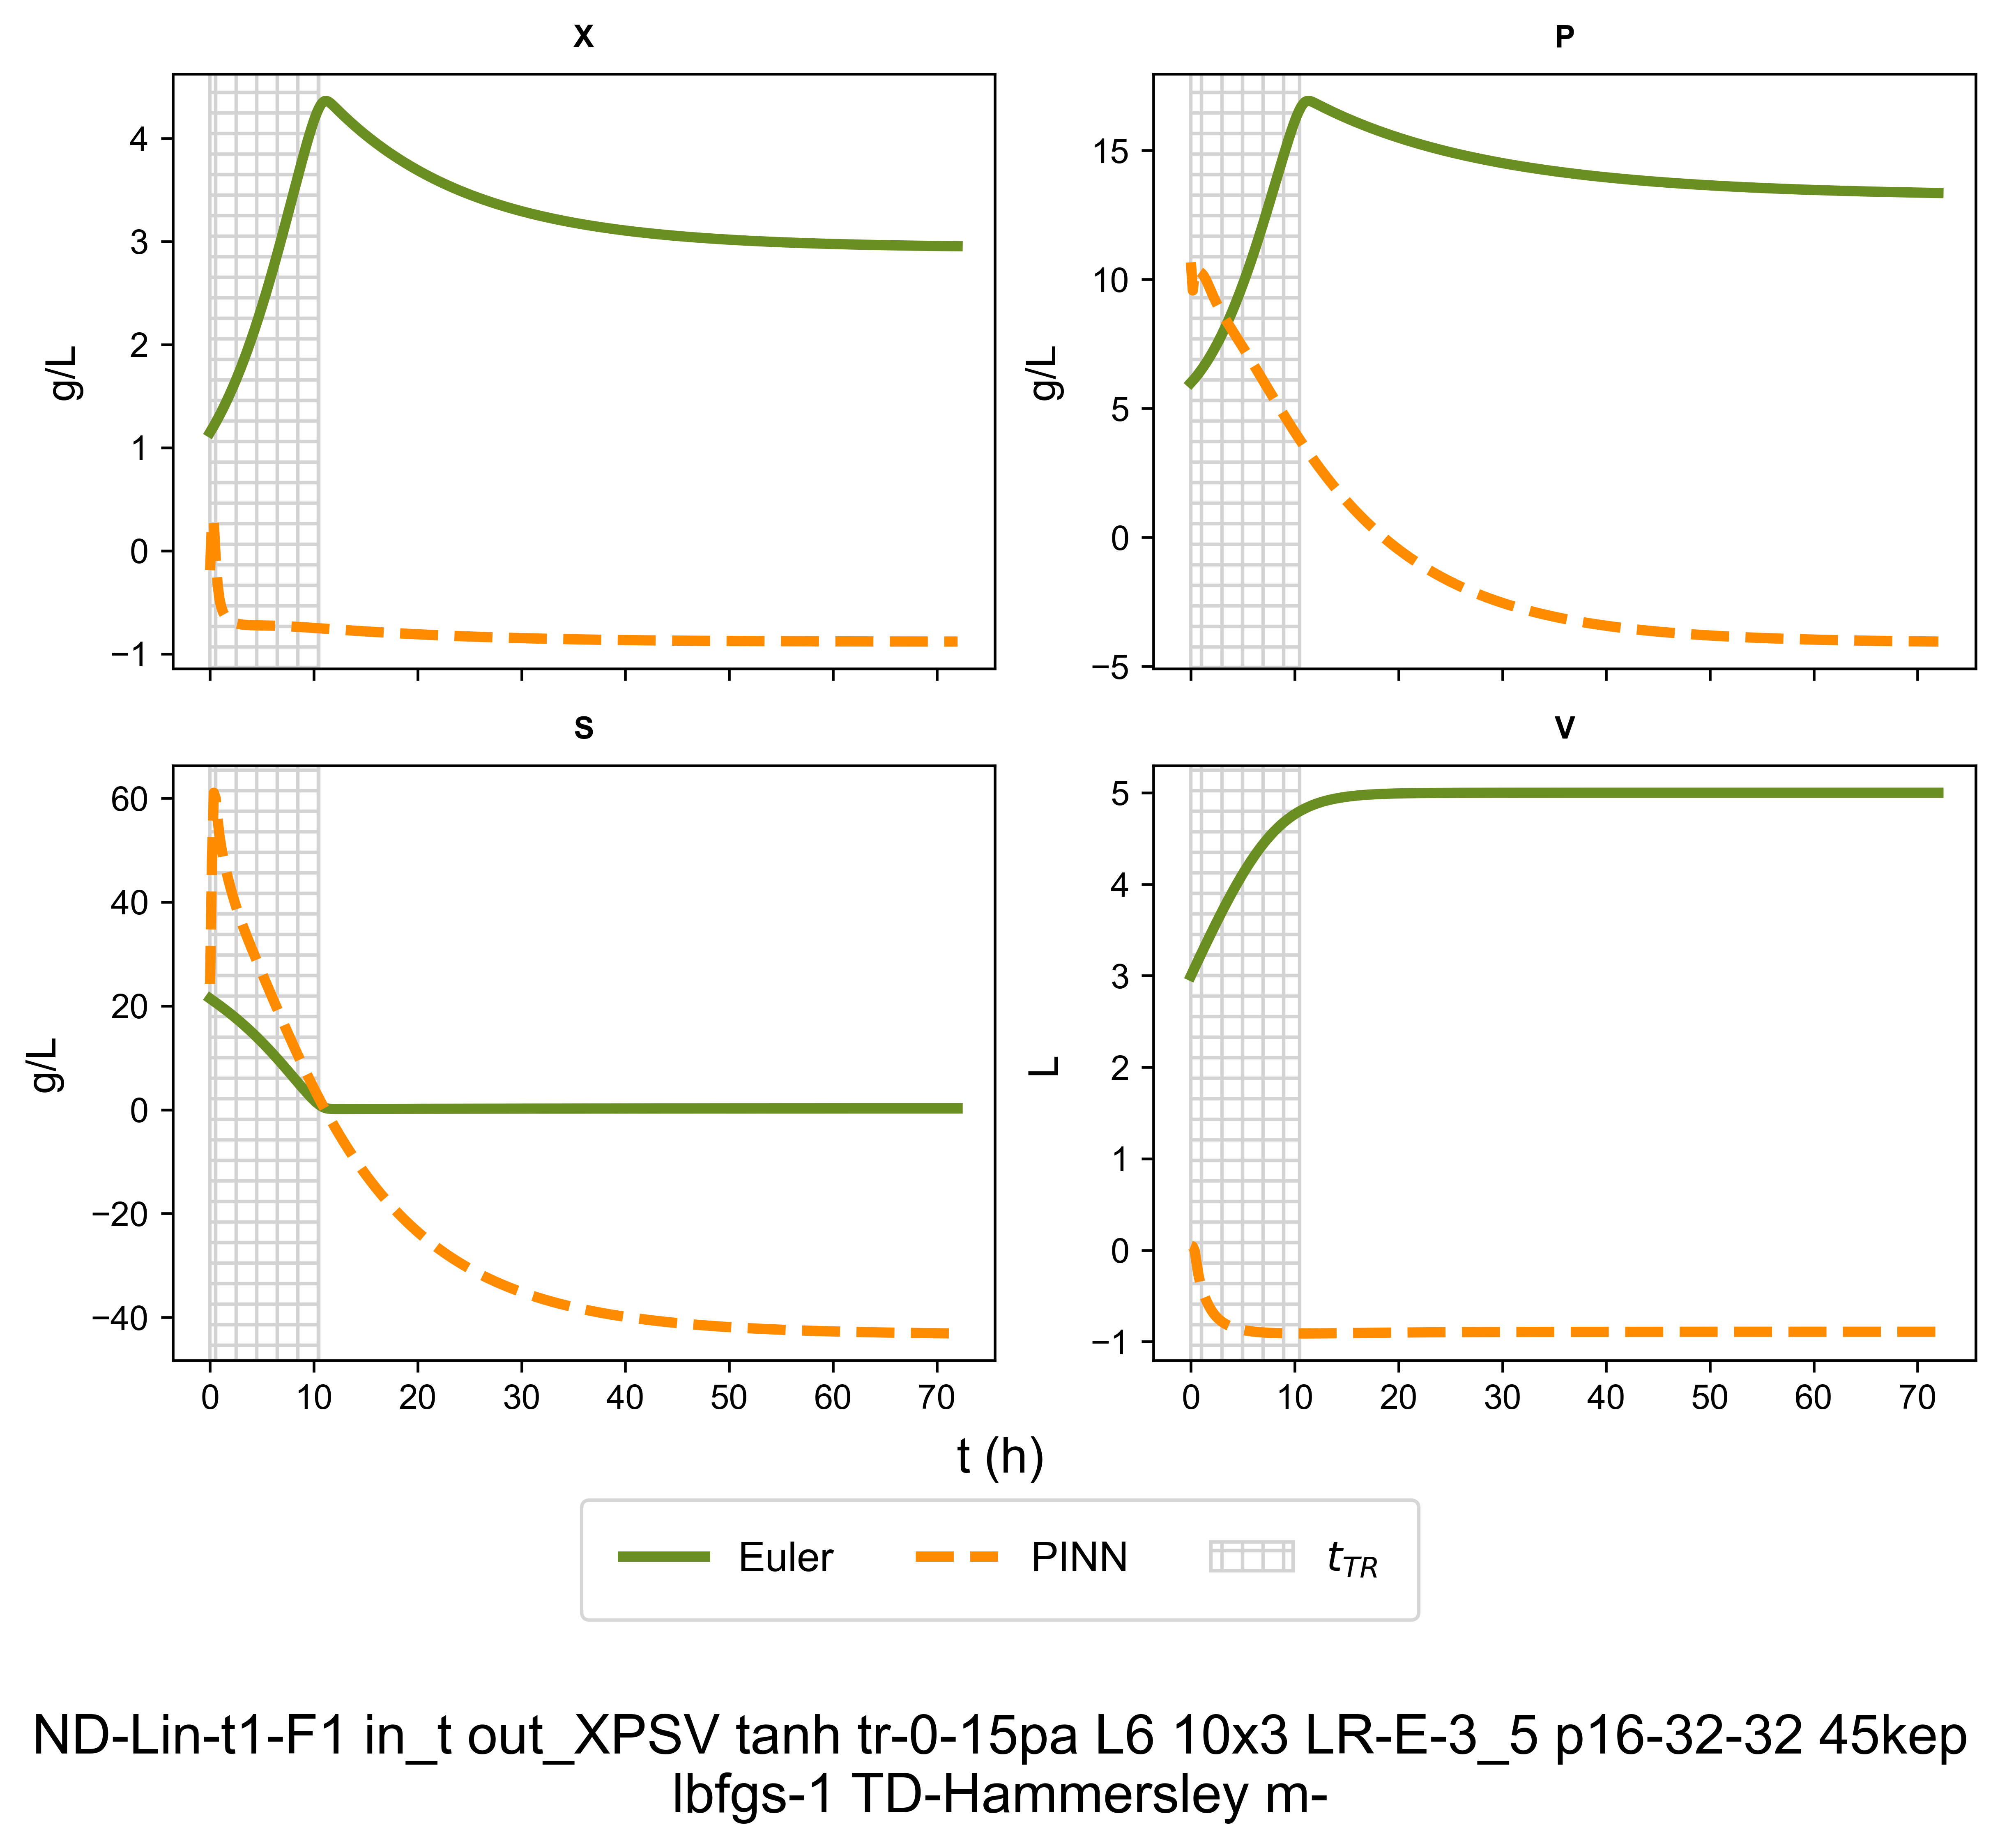 X
P
4
3
2
1
0
−1
g/L
15
10
5
0
−5
g/L
S
V
60
40
20
0
−20
−40
g/L
5
4
3
2
1
0
−1
L
0 10 20 30 40 50 60 70
0 10 20 30 40 50 60 70
t (h)
Euler PINN t_TR
ND-Lin-t1-F1 in_t out_XPSV tanh tr-0-15pa L6 10x3 LR-E-3_5 p16-32-32 45kep
lbfgs-1 TD-Hammersley m-